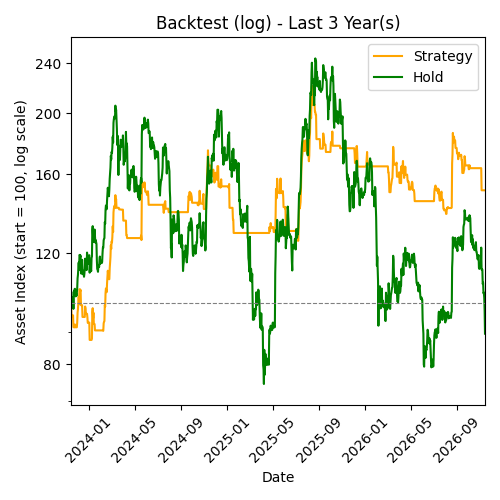 Backtest (log) - Last 3 Year(s)
Strategy
Hold
Asset Index (start = 100, log scale)
240
200
160
120
80
2024-01
2024-05
2024-09
2025-01
2025-05
2025-09
2026-01
2026-05
2026-09
Date